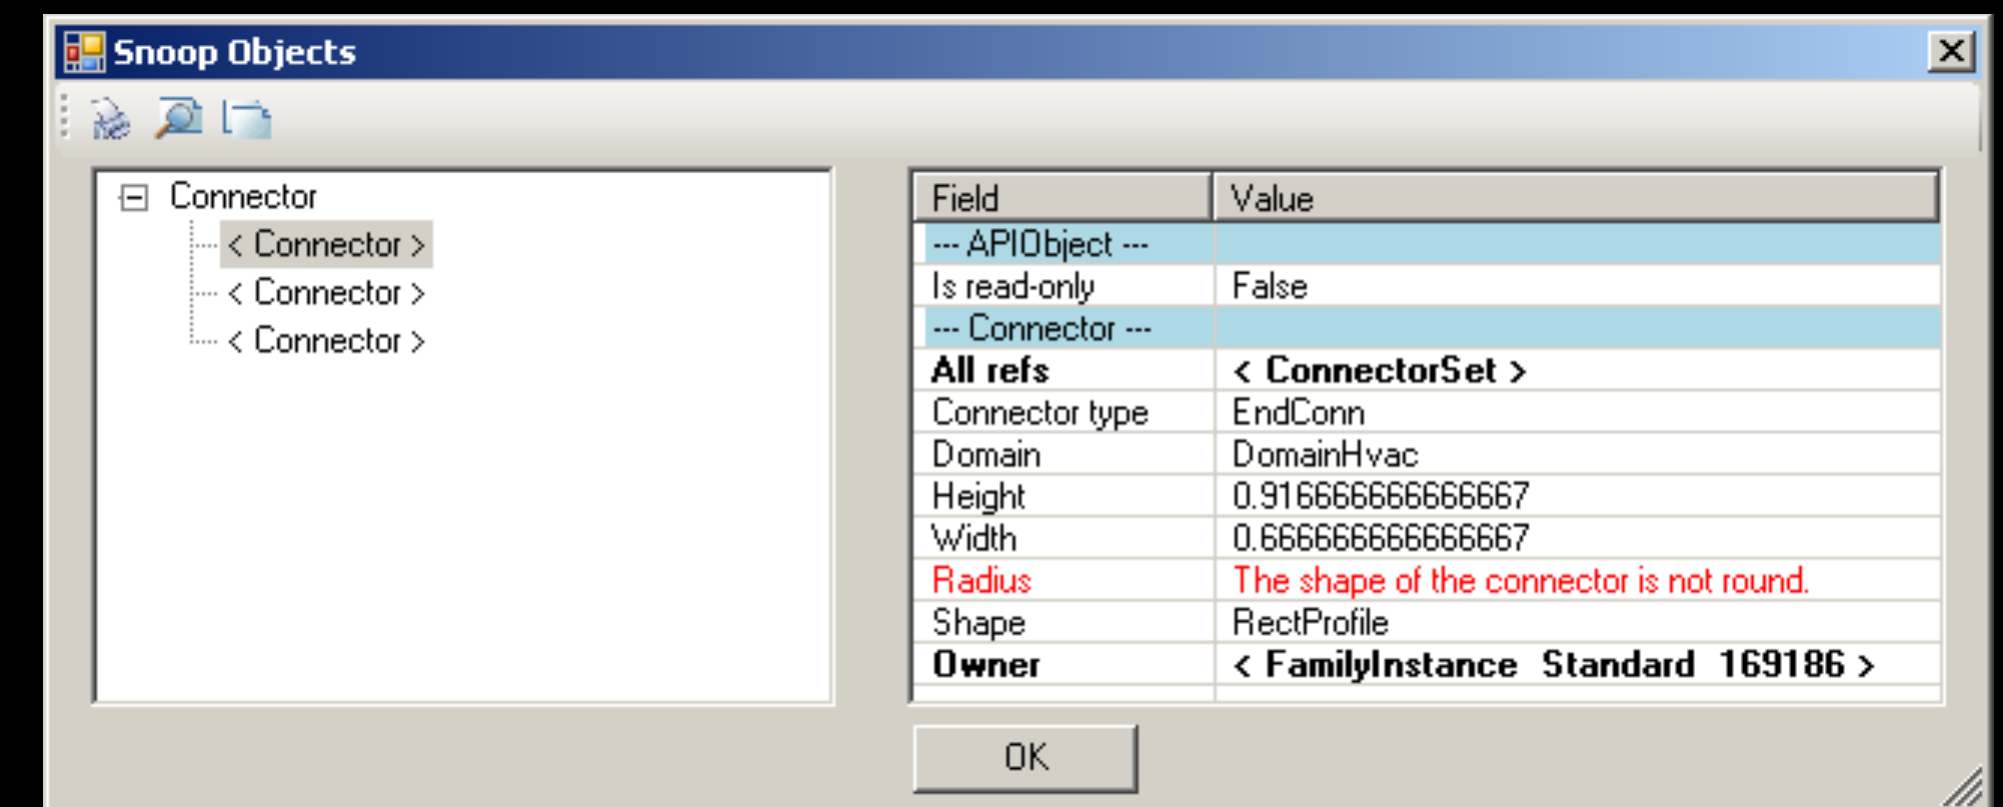 Snoop Objects
Connector
< Connector >
< Connector >
< Connector >
Field Value
--- APIObject ---
Is read-only False
--- Connector ---
All refs < ConnectorSet >
Connector type EndConn
Domain DomainHvac
Height 0.916666666666667
Width 0.666666666666667
Radius The shape of the connector is not round.
Shape RectProfile
Owner < FamilyInstance Standard 169186 >
OK